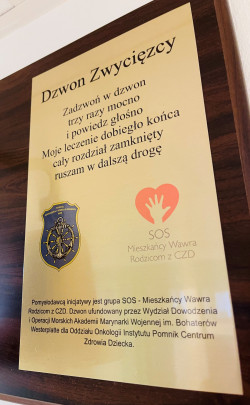 Dzwon Zwycięzcy
Zadzwoń w dzwon
trzy razy mocno
i powiedz głośno
Moje leczenie dobiegło końca
cały rozdział zamknięty
ruszam w dalszą drogę
SOS
Mieszkańcy Wawra
Rodzicom z CZD
Pomysłodawcą inicjatywy jest grupa SOS - Mieszkańcy Wawra
Rodzicom z CZD. Dzwon ufundowany przez Wydział Dowodzenia
i Operacji Morskich Akademii Marynarki Wojennej im. Bohaterów
Westerplatte dla Oddziału Onkologii Instytutu Pomnik Centrum
Zdrowia Dziecka.